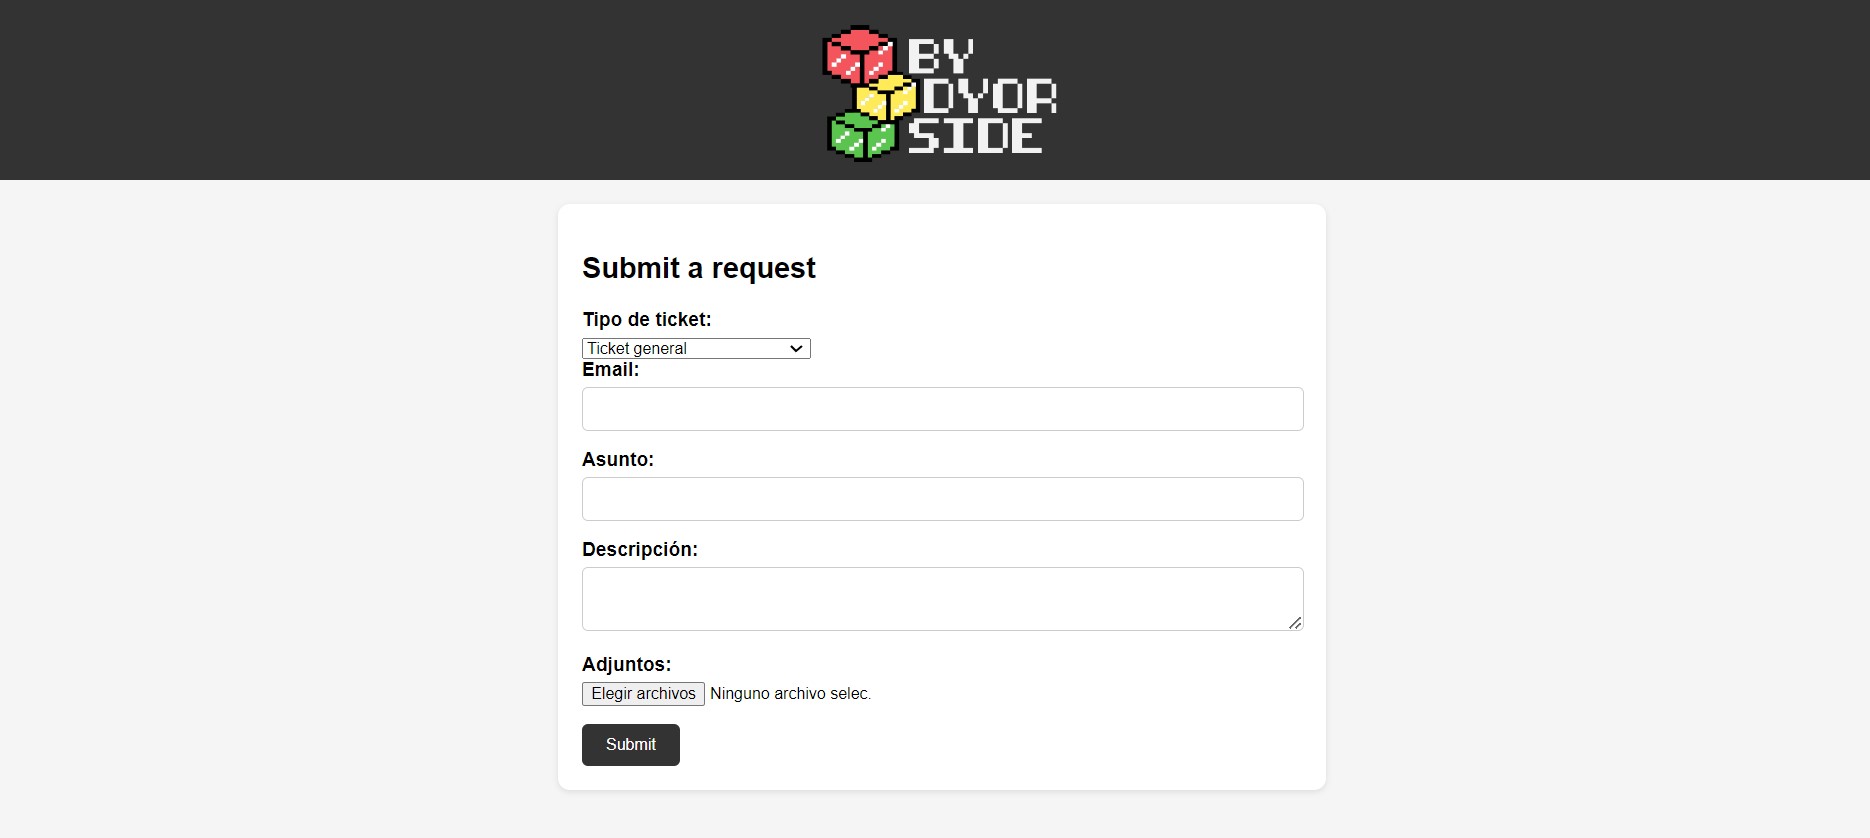 BY
DYOR
SIDE
Submit a request
Tipo de ticket:
Ticket general
Email:
Asunto:
Descripción:
Adjuntos:
Elegir archivos Ninguno archivo selec.
Submit